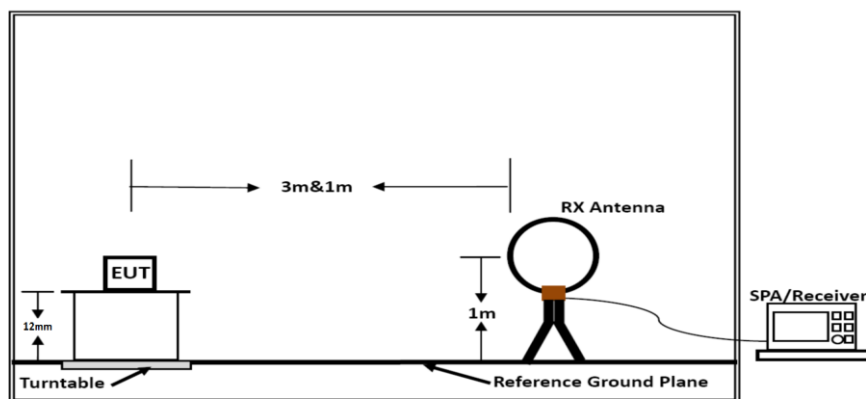 3m&1m
RX Antenna
EUT
1m
12mm
SPA/Receiver
Turntable
Reference Ground Plane